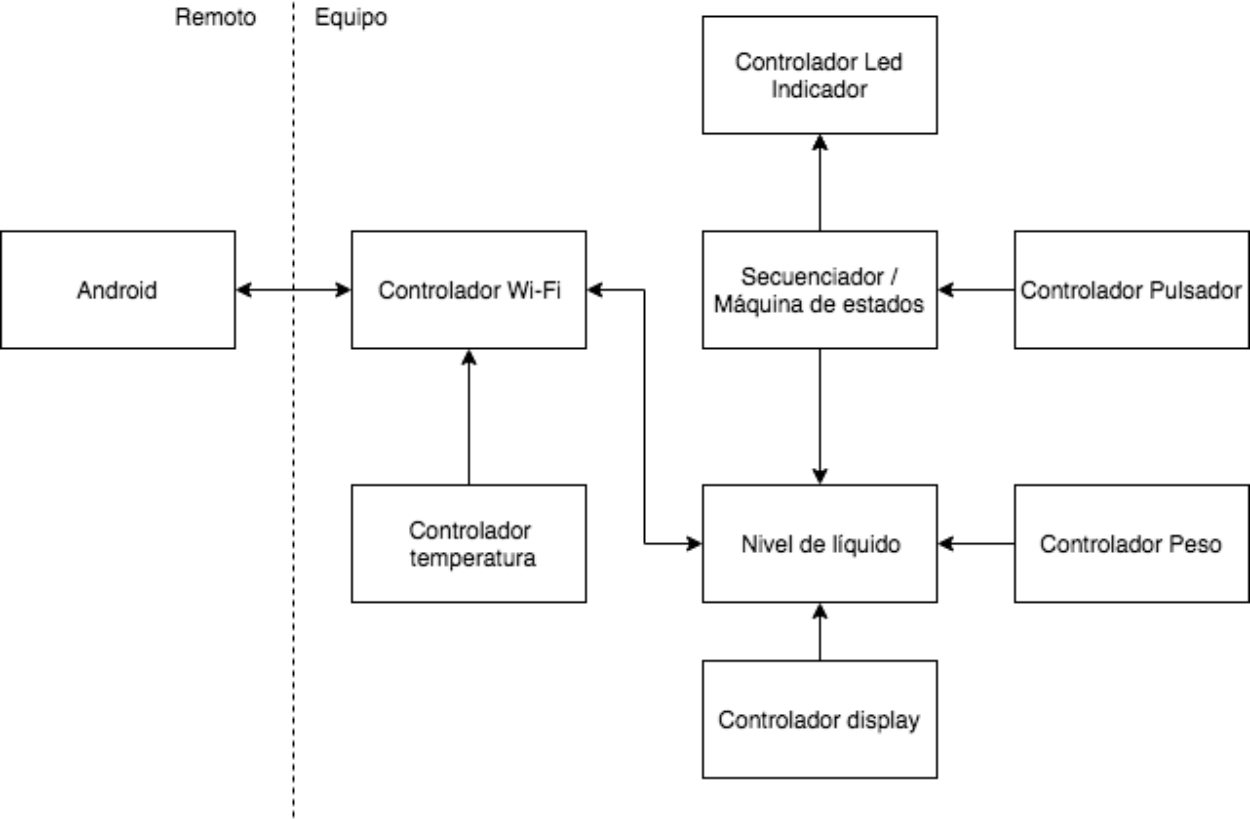 Remoto
Equipo
Controlador Led
Indicador
Android
Controlador Wi-Fi
Secuenciador /
Máquina de estados
Controlador Pulsador
Controlador
temperatura
Nivel de líquido
Controlador Peso
Controlador display